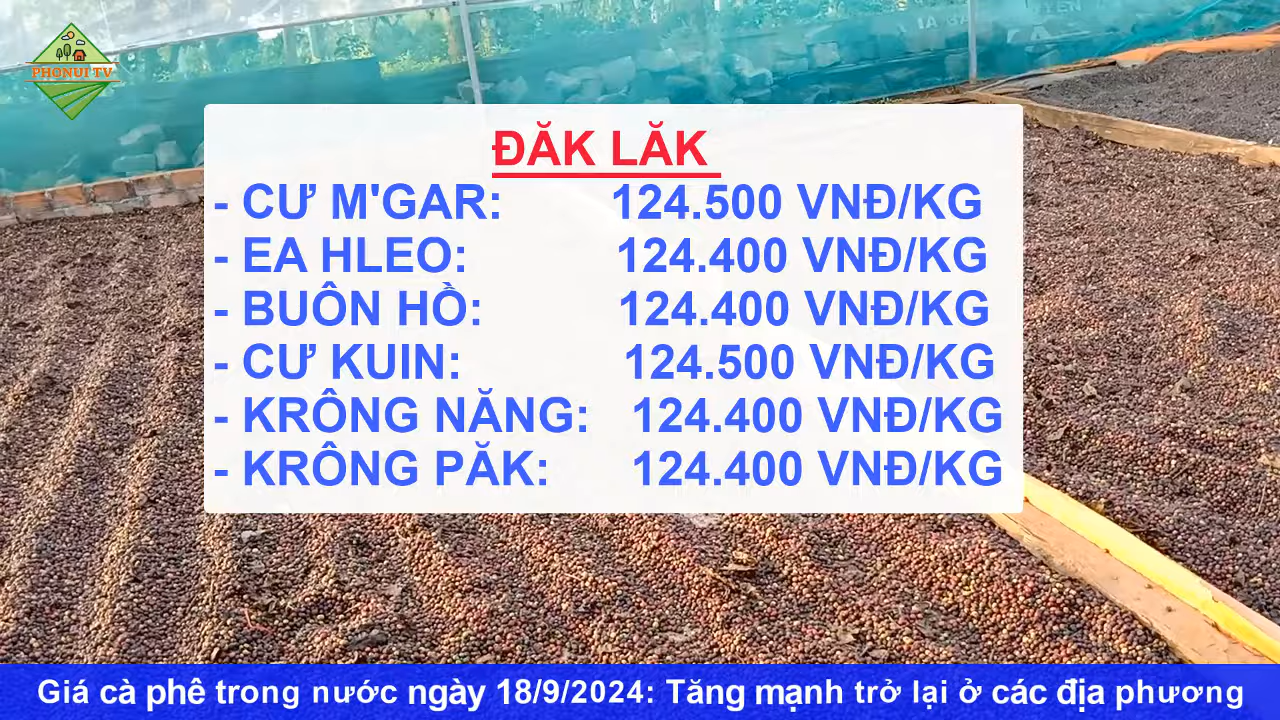 PHONUI TV
ĐĂK LĂK
- CƯ M'GAR: 124.500 VNĐ/KG
- EA HLEO: 124.400 VNĐ/KG
- BUÔN HỒ: 124.400 VNĐ/KG
- CƯ KUIN: 124.500 VNĐ/KG
- KRÔNG NĂNG: 124.400 VNĐ/KG
- KRÔNG PĂK: 124.400 VNĐ/KG
Giá cà phê trong nước ngày 18/9/2024: Tăng mạnh trở lại ở các địa phương